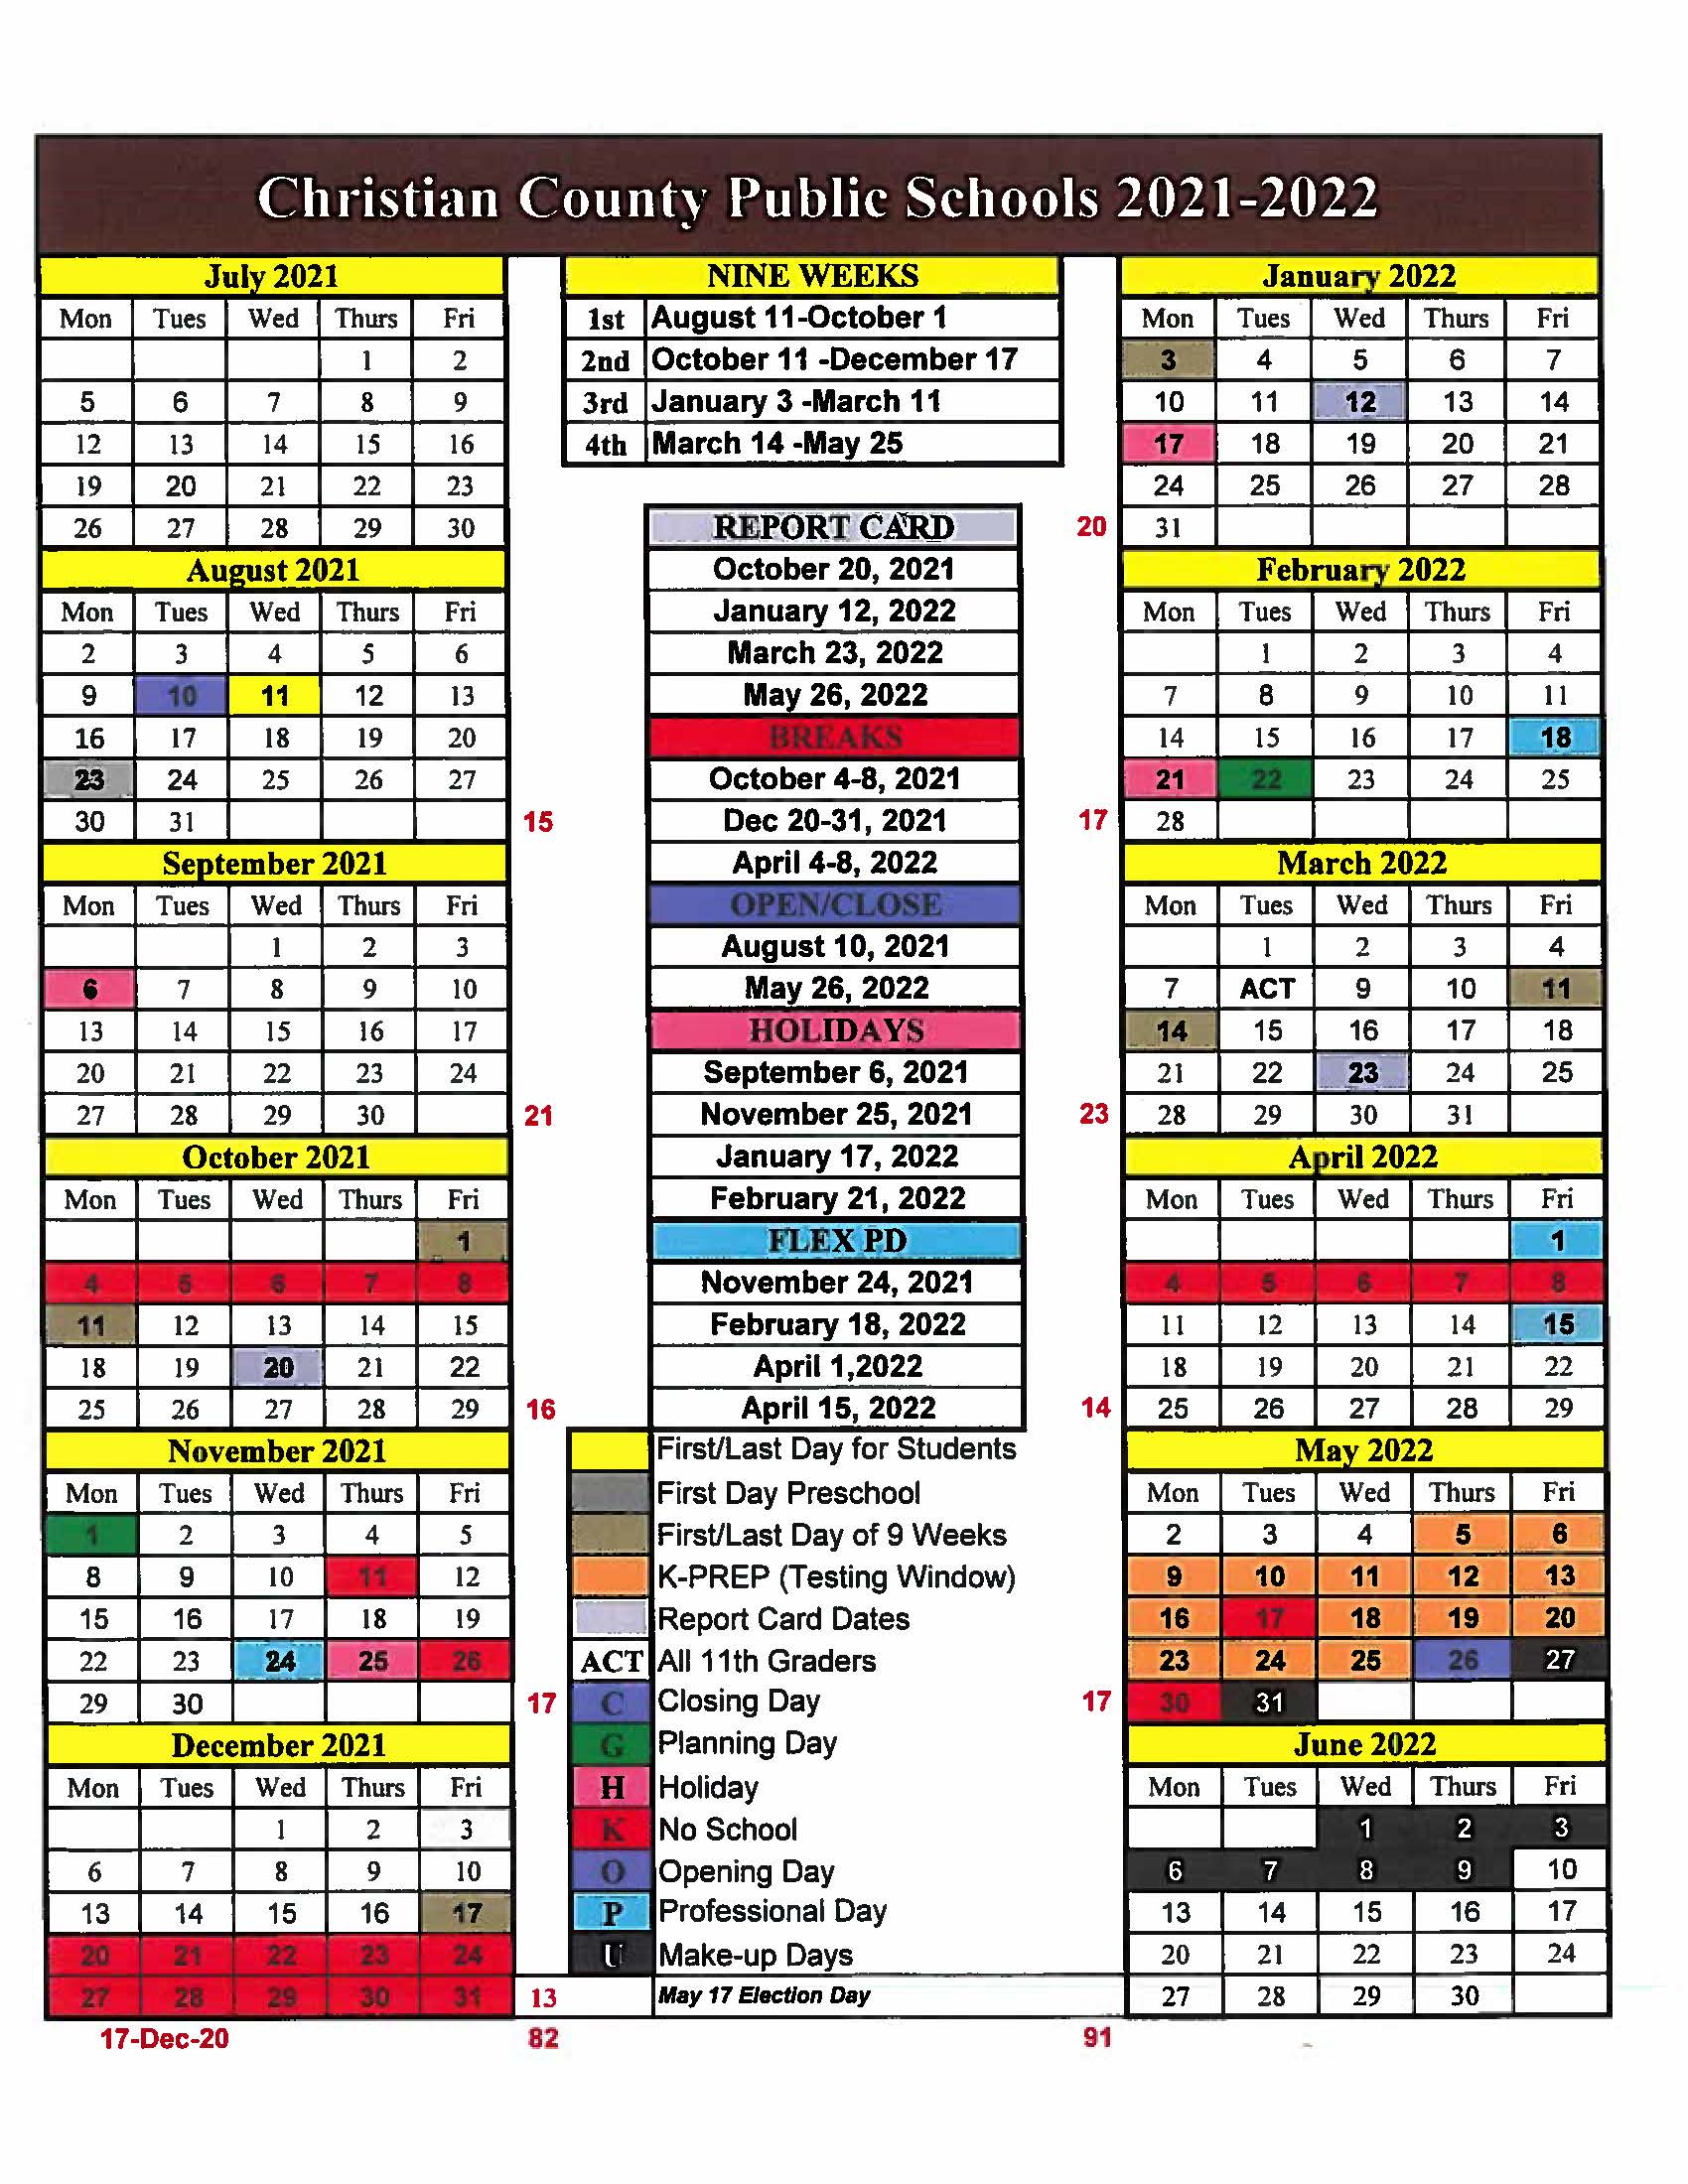 Christian County Public Schools 2021-2022
July 2021
Mon Tues Wed Thurs Fri
1 2
5 6 7 8 9
12 13 14 15 16
19 20 21 22 23
26 27 28 29 30
August 2021
Mon Tues Wed Thurs Fri
2 3 4 5 6
9 10 11 12 13
16 17 18 19 20
23 24 25 26 27
30 31 15
September 2021
Mon Tues Wed Thurs Fri
1 2 3
6 7 8 9 10
13 14 15 16 17
20 21 22 23 24
27 28 29 30 21
October 2021
Mon Tues Wed Thurs Fri
1
4 5 6 7 8
11 12 13 14 15
18 19 20 21 22
25 26 27 28 29 16
November 2021
Mon Tues Wed Thurs Fri
1 2 3 4 5
8 9 10 11 12
15 16 17 18 19
22 23 24 25 26
29 30 17
December 2021
Mon Tues Wed Thurs Fri
1 2 3
6 7 8 9 10
13 14 15 16 17
20 21 22 23 24
27 28 29 30 31 13
17-Dec-20 82
NINE WEEKS
1st August 11-October 1
2nd October 11 -December 17
3rd January 3 -March 11
4th March 14 -May 25
REPORT CARD
October 20, 2021
January 12, 2022
March 23, 2022
May 26, 2022
BREAKS
October 4-8, 2021
Dec 20-31, 2021
April 4-8, 2022
OPEN/CLOSE
August 10, 2021
May 26, 2022
HOLIDAYS
September 6, 2021
November 25, 2021
January 17, 2022
February 21, 2022
FLEX PD
November 24, 2021
February 18, 2022
April 1,2022
April 15, 2022
First/Last Day for Students
First Day Preschool
First/Last Day of 9 Weeks
K-PREP (Testing Window)
Report Card Dates
ACT All 11th Graders
C Closing Day
G Planning Day
H Holiday
K No School
O Opening Day
P Professional Day
U Make-up Days
May 17 Election Day
January 2022
Mon Tues Wed Thurs Fri
3 4 5 6 7
10 11 12 13 14
17 18 19 20 21
24 25 26 27 28
20 31
February 2022
Mon Tues Wed Thurs Fri
1 2 3 4
7 8 9 10 11
14 15 16 17 18
21 22 23 24 25
17 28
March 2022
Mon Tues Wed Thurs Fri
1 2 3 4
7 ACT 9 10 11
14 15 16 17 18
21 22 23 24 25
23 28 29 30 31
April 2022
Mon Tues Wed Thurs Fri
1
4 5 6 7 8
11 12 13 14 15
18 19 20 21 22
14 25 26 27 28 29
May 2022
Mon Tues Wed Thurs Fri
2 3 4 5 6
9 10 11 12 13
16 17 18 19 20
23 24 25 26 27
17 30 31
June 2022
Mon Tues Wed Thurs Fri
1 2 3
6 7 8 9 10
13 14 15 16 17
20 21 22 23 24
27 28 29 30
91